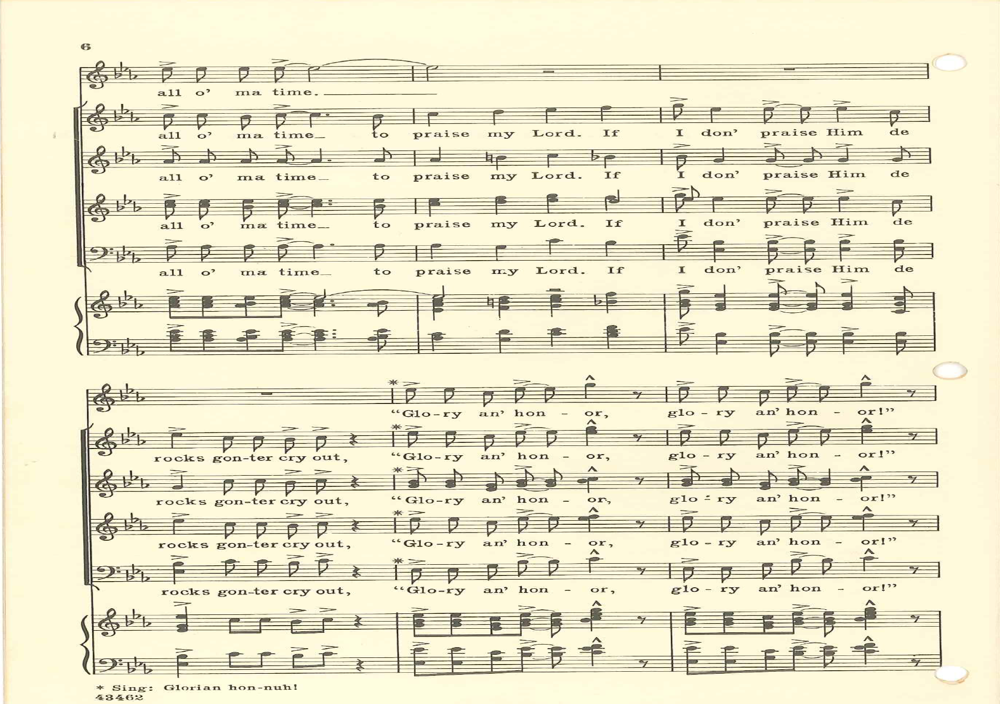 6
all o’ ma time.
all o’ ma time_ to praise my Lord. If I don’ praise Him de
all o’ ma time_ to praise my Lord. If I don’ praise Him de
all o’ ma time_ to praise my Lord. If I don’ praise Him de
all o’ ma time_ to praise my Lord. If I don’ praise Him de
“Glo-ry an’ hon - or, glo - ry an’ hon - or!”
rocks gon-ter cry out, “Glo-ry an’ hon - or, glo - ry an’ hon - or!”
rocks gon-ter cry out, “Glo-ry an’ hon - or, glo - ry an’ hon - or!”
rocks gon-ter cry out, “Glo-ry an’ hon - or, glo - ry an’ hon - or!”
rocks gon-ter cry out, “Glo-ry an’ hon - or, glo - ry an’ hon - or!”
* Sing: Glorian hon-nuh!
43462